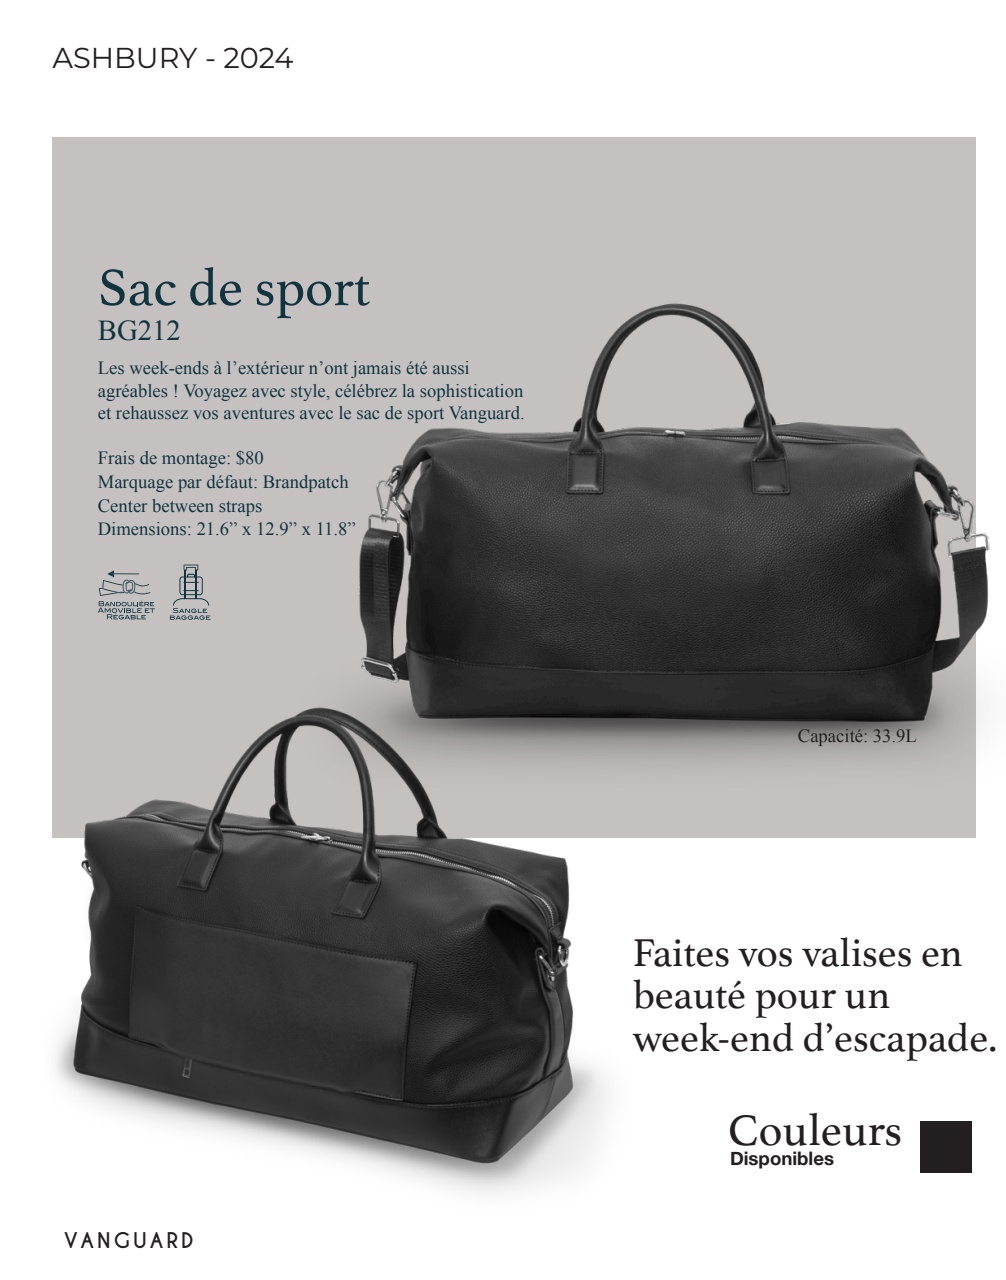 ASHBURY - 2024
Sac de sport
BG212
Les week-ends à l’extérieur n’ont jamais été aussi
agréables ! Voyagez avec style, célébrez la sophistication
et rehaussez vos aventures avec le sac de sport Vanguard.
Frais de montage: $80
Marquage par défaut: Brandpatch
Center between straps
Dimensions: 21.6” x 12.9” x 11.8”
BANDOULIÈRE
AMOVIBLE ET
RÉGABLE
SANGLE
BAGGAGE
Capacité: 33.9L
Faites vos valises en
beauté pour un
week-end d’escapade.
Couleurs
Disponibles
VANGUARD